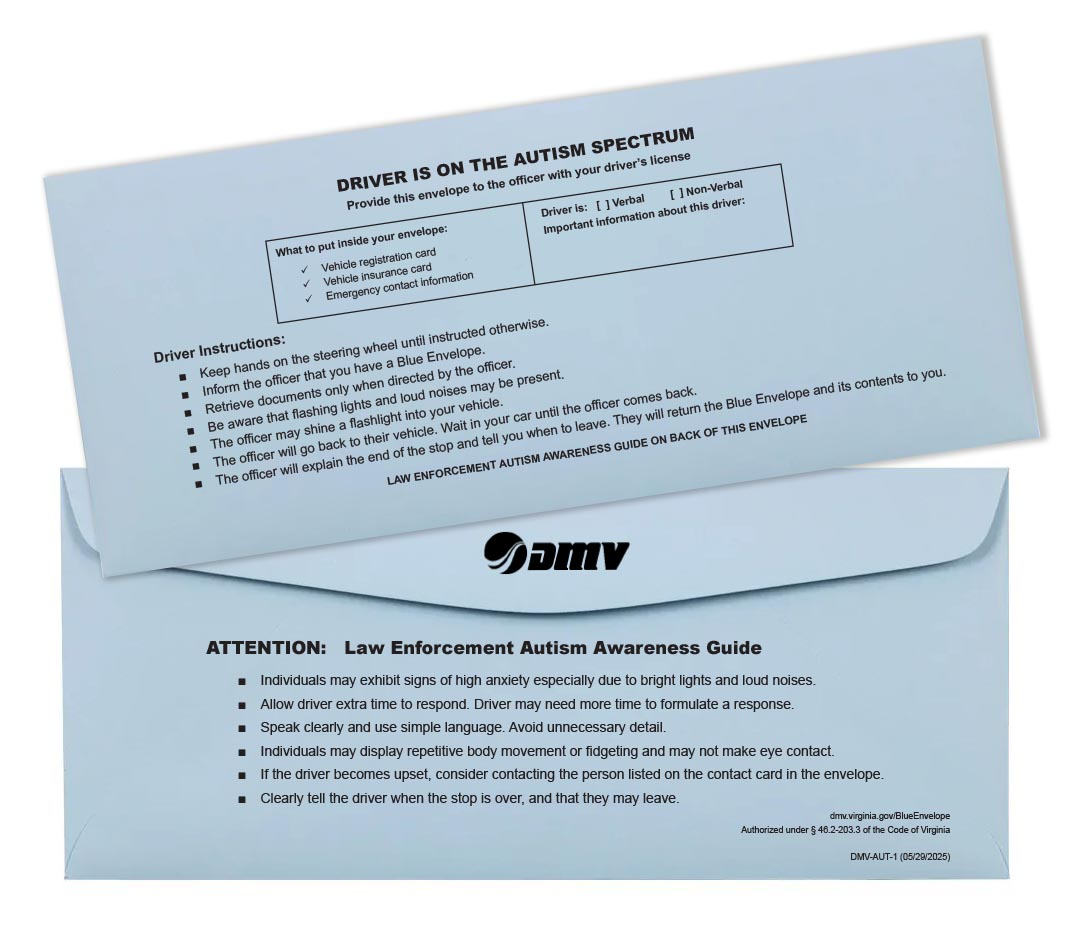 DRIVER IS ON THE AUTISM SPECTRUM
Provide this envelope to the officer with your driver's license
What to put inside your envelope:
✓ Vehicle registration card
✓ Vehicle insurance card
✓ Emergency contact information
Driver is: [ ] Verbal [ ] Non-Verbal
Important information about this driver:
Driver Instructions:
▪ Keep hands on the steering wheel until instructed otherwise.
▪ Inform the officer that you have a Blue Envelope.
▪ Retrieve documents only when directed by the officer.
▪ Be aware that flashing lights and loud noises may be present.
▪ The officer may shine a flashlight into your vehicle.
▪ The officer will go back to their vehicle. Wait in your car until the officer comes back.
▪ The officer will explain the end of the stop and tell you when to leave. They will return the Blue Envelope and its contents to you.
LAW ENFORCEMENT AUTISM AWARENESS GUIDE ON BACK OF THIS ENVELOPE
DMV
ATTENTION: Law Enforcement Autism Awareness Guide
▪ Individuals may exhibit signs of high anxiety especially due to bright lights and loud noises.
▪ Allow driver extra time to respond. Driver may need more time to formulate a response.
▪ Speak clearly and use simple language. Avoid unnecessary detail.
▪ Individuals may display repetitive body movement or fidgeting and may not make eye contact.
▪ If the driver becomes upset, consider contacting the person listed on the contact card in the envelope.
▪ Clearly tell the driver when the stop is over, and that they may leave.
dmv.virginia.gov/BlueEnvelope
Authorized under § 46.2-203.3 of the Code of Virginia
DMV-AUT-1 (05/29/2025)